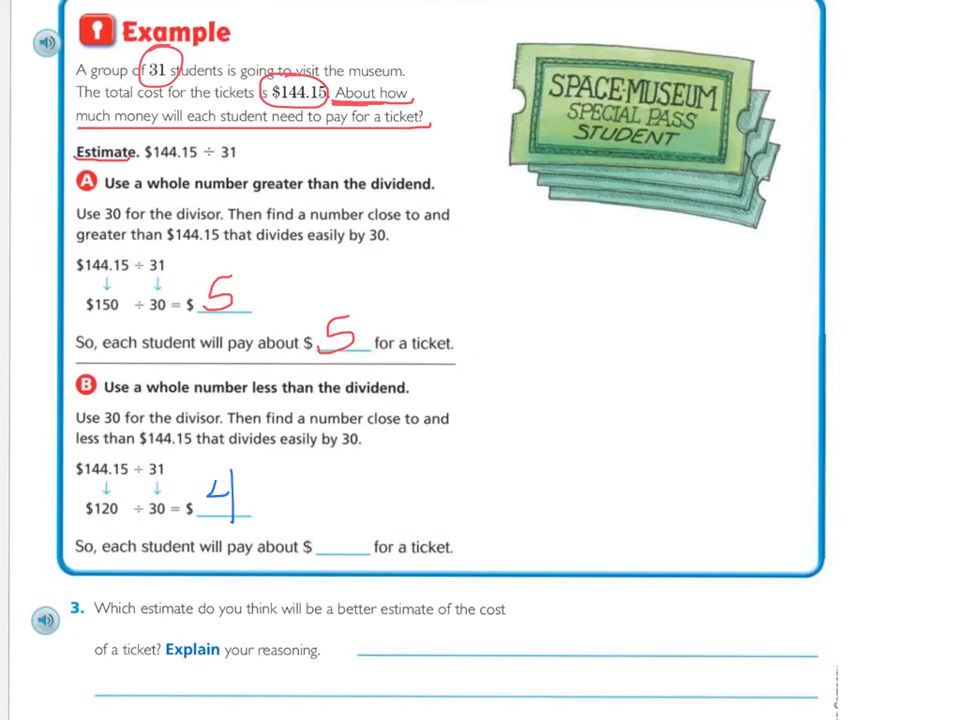 Example
A group of 31 students is going to visit the museum.
The total cost for the tickets is $144.15. About how
much money will each student need to pay for a ticket?
SPACE-MUSEUM
SPECIAL PASS
STUDENT
Estimate. $144.15 ÷ 31
A Use a whole number greater than the dividend.
Use 30 for the divisor. Then find a number close to and
greater than $144.15 that divides easily by 30.
$144.15 ÷ 31
↓ ↓
$150 ÷ 30 = $ 5
So, each student will pay about $ 5 for a ticket.
B Use a whole number less than the dividend.
Use 30 for the divisor. Then find a number close to and
less than $144.15 that divides easily by 30.
$144.15 ÷ 31
↓ ↓
$120 ÷ 30 = $ 4
So, each student will pay about $ ____ for a ticket.
3. Which estimate do you think will be a better estimate of the cost
of a ticket? Explain your reasoning.